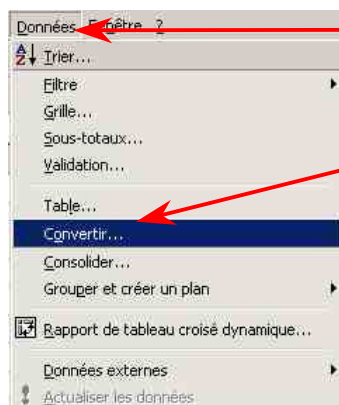 Données Fenêtre ?
Trier...
Filtre
Grille...
Sous-totaux...
Validation...
Table...
Convertir...
Consolider...
Grouper et créer un plan
Rapport de tableau croisé dynamique...
Données externes
Actualiser les données